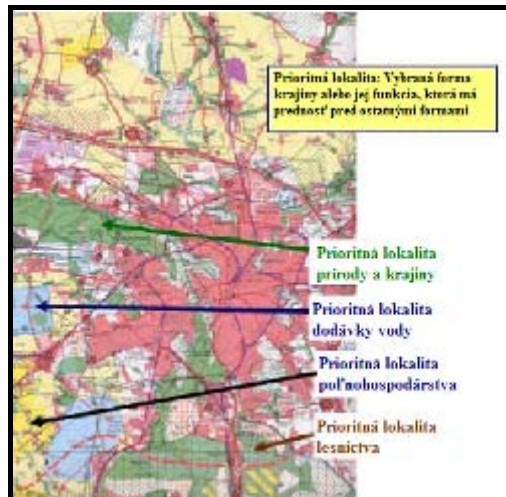 Prioritná lokalita: Vybraná forma
krajiny alebo jej funkcia, ktorá má
prednosť pred ostatnými formami
Prioritná lokalita
prírody a krajiny
Prioritná lokalita
dodávky vody
Prioritná lokalita
poľnohospodárstva
Prioritná lokalita
lesníctva